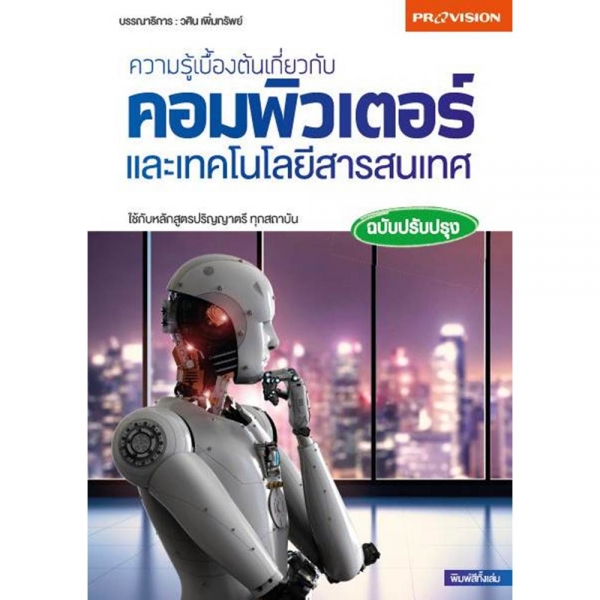 บรรณาธิการ : วศิน เพิ่มทรัพย์
PROVISION
ความรู้เบื้องต้นเกี่ยวกับ
คอมพิวเตอร์
และเทคโนโลยีสารสนเทศ
ใช้กับหลักสูตรปริญญาตรี ทุกสถาบัน
ฉบับปรับปรุง
พิมพ์สีทั้งเล่ม